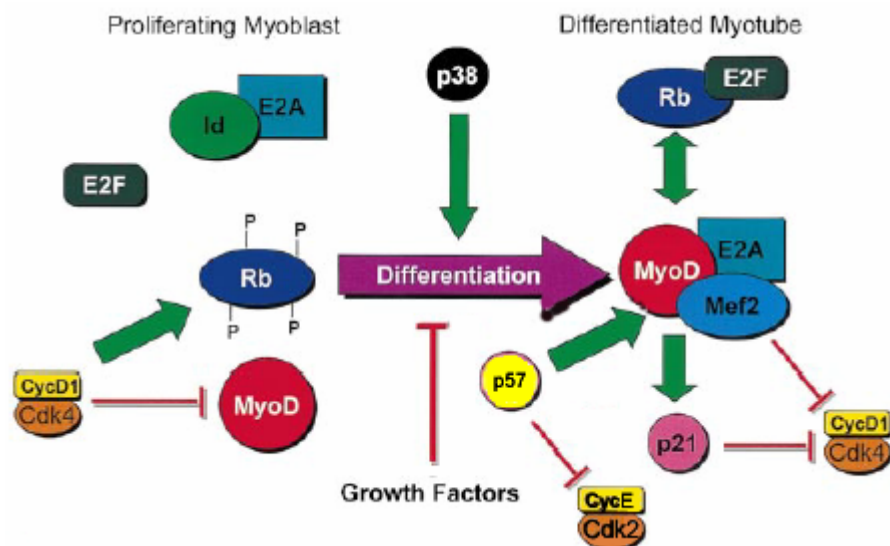 Proliferating Myoblast
Differentiated Myotube
p38
Id
E2A
Rb
E2F
E2F
P
P
Rb
P
P
Differentiation
MyoD
E2A
Mef2
CycD1
Cdk4
MyoD
p57
p21
CycD1
Cdk4
Growth Factors
CycE
Cdk2